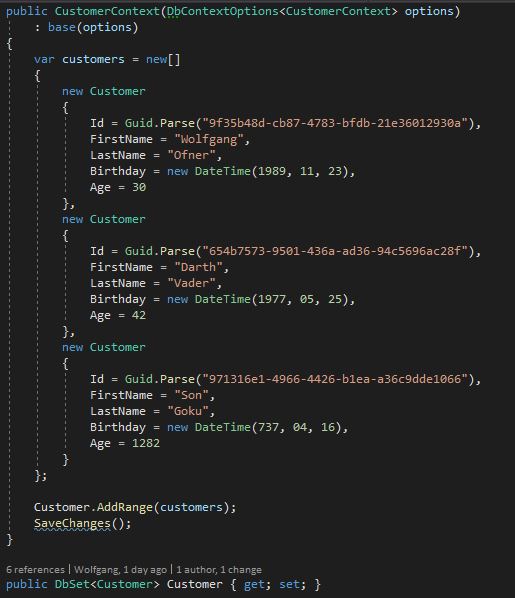 public CustomerContext(DbContextOptions<CustomerContext> options)
: base(options)
{
var customers = new[]
{
new Customer
{
Id = Guid.Parse("9f35b48d-cb87-4783-bfdb-21e36012930a"),
FirstName = "Wolfgang",
LastName = "Ofner",
Birthday = new DateTime(1989, 11, 23),
Age = 30
},
new Customer
{
Id = Guid.Parse("654b7573-9501-436a-ad36-94c5696ac28f"),
FirstName = "Darth",
LastName = "Vader",
Birthday = new DateTime(1977, 05, 25),
Age = 42
},
new Customer
{
Id = Guid.Parse("971316e1-4966-4426-b1ea-a36c9dde1066"),
FirstName = "Son",
LastName = "Goku",
Birthday = new DateTime(737, 04, 16),
Age = 1282
}
};
Customer.AddRange(customers);
SaveChanges();
}
6 references | Wolfgang, 1 day ago | 1 author, 1 change
public DbSet<Customer> Customer { get; set; }